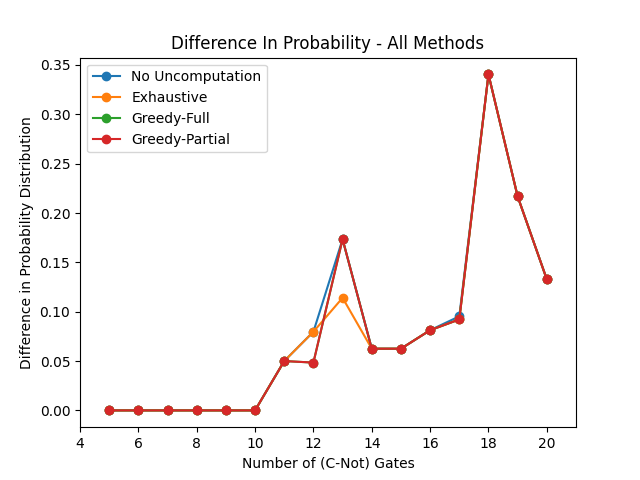 Difference In Probability - All Methods
Difference in Probability Distribution
0.35
0.30
0.25
0.20
0.15
0.10
0.05
0.00
No Uncomputation
Exhaustive
Greedy-Full
Greedy-Partial
4 6 8 10 12 14 16 18 20
Number of (C-Not) Gates